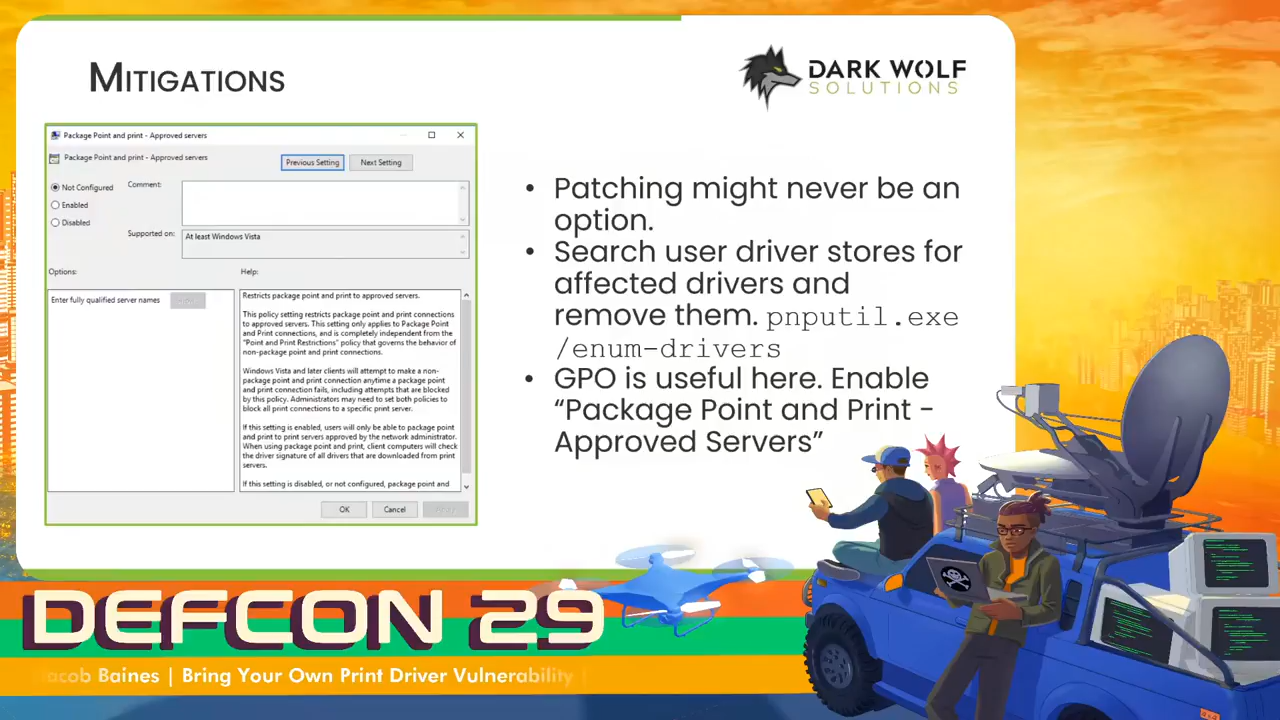 Mitigations
DARK WOLF
SOLUTIONS
Package Point and print - Approved servers
Package Point and print - Approved servers
Previous Setting
Next Setting
Not Configured
Enabled
Disabled
Comment:
Supported on:
At least Windows Vista
Options:
Help:
Enter fully qualified server names
Restricts package point and print to approved servers.
This policy setting restricts package point and print connections
to approved servers. This setting only applies to Package Point
and Print connections, and is completely independent from the
"Point and Print Restrictions" policy that governs the behavior of
non-package point and print connections.
Windows Vista and later clients will attempt to make a non-
package point and print connection anytime a package point
and print connection fails, including attempts that are blocked
by this policy. Administrators may need to set both policies to
block all print connections to a specific print server.
If this setting is enabled, users will only be able to package point
and print to print servers approved by the network administrator.
When using package point and print, client computers will check
the driver signature of all drivers that are downloaded from print
servers.
If this setting is disabled, or not configured, package point and
OK
Cancel
• Patching might never be an
option.
• Search user driver stores for
affected drivers and
remove them. pnputil.exe
/enum-drivers
• GPO is useful here. Enable
“Package Point and Print -
Approved Servers”
DEFCON 29
acob Baines | Bring Your Own Print Driver Vulnerability |